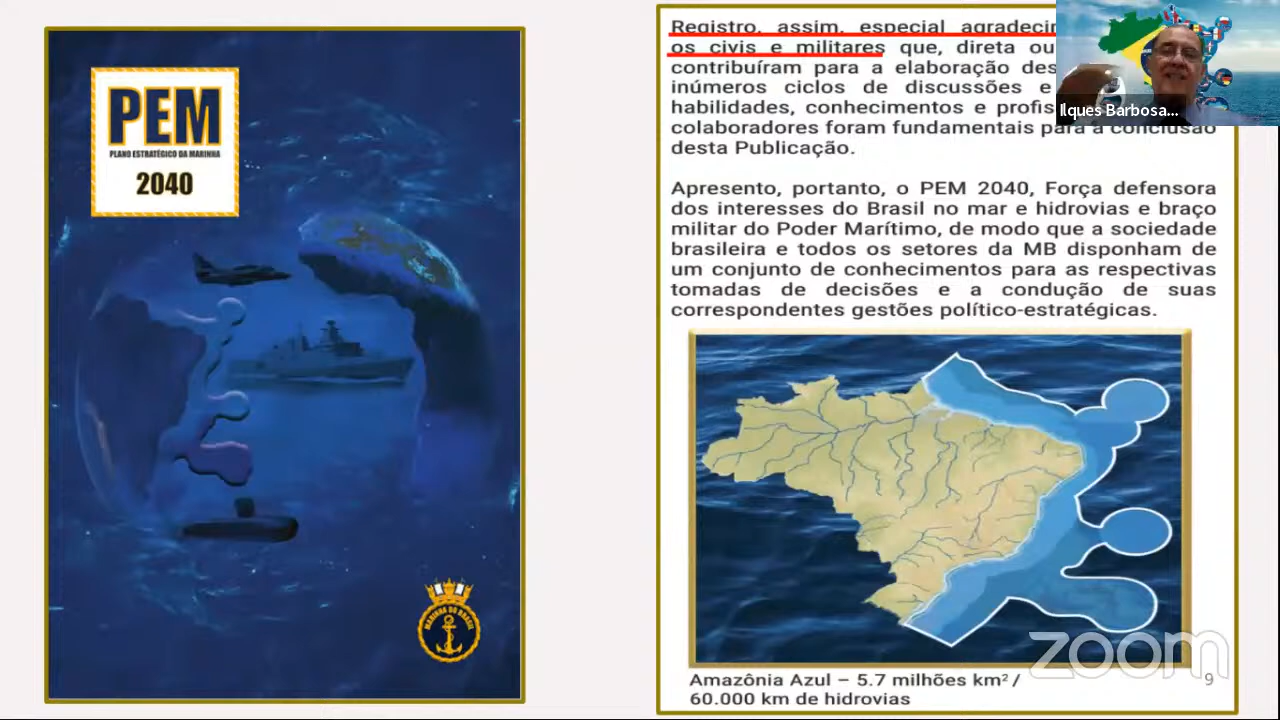 PEM
PLANO ESTRATÉGICO DA MARINHA
2040
MARINHA DO BRASIL
Registro, assim, especial
os civis e militares que, direta ou
contribuíram para a elaboração
inúmeros ciclos de discussões e
habilidades, conhecimentos e
colaboradores foram fundamentais para a conclusão
desta Publicação.
Apresento, portanto, o PEM 2040, Força defensora
dos interesses do Brasil no mar e hidrovias e braço
militar do Poder Marítimo, de modo que a sociedade
brasileira e todos os setores da MB disponham de
um conjunto de conhecimentos para as respectivas
tomadas de decisões e a condução de suas
correspondentes gestões político-estratégicas.
Amazônia Azul – 5.7 milhões km² /
60.000 km de hidrovias
9
Ilques Barbosa...
zoom